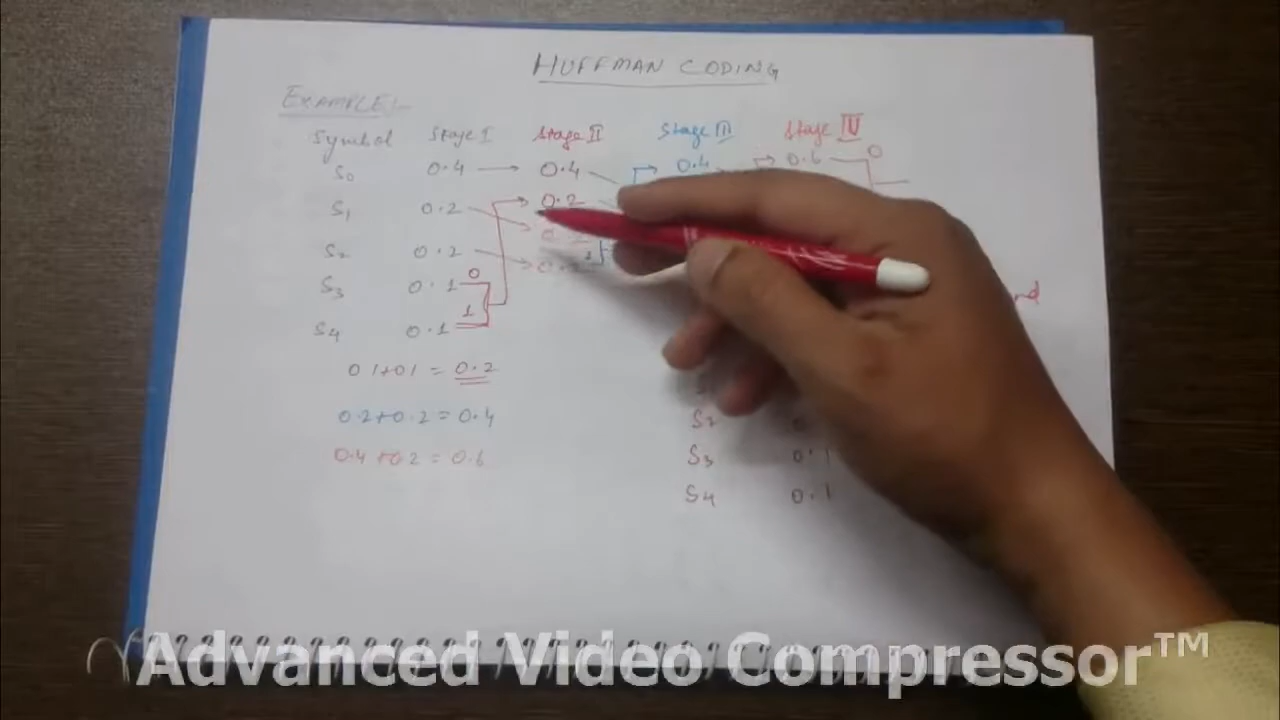 HUFFMAN CODING
EXAMPLE:-
Symbol Stage I Stage II Stage III Stage IV
S0 0.4 0.4 0.4 0.6 0
S1 0.2 0.2
S2 0.2 0.2
S3 0.1 0
S4 0.1 1
0.1+0.1 = 0.2
0.2+0.2 = 0.4
0.4+0.2 = 0.6
S2
S3 0.1
S4 0.1
Advanced Video Compressor™